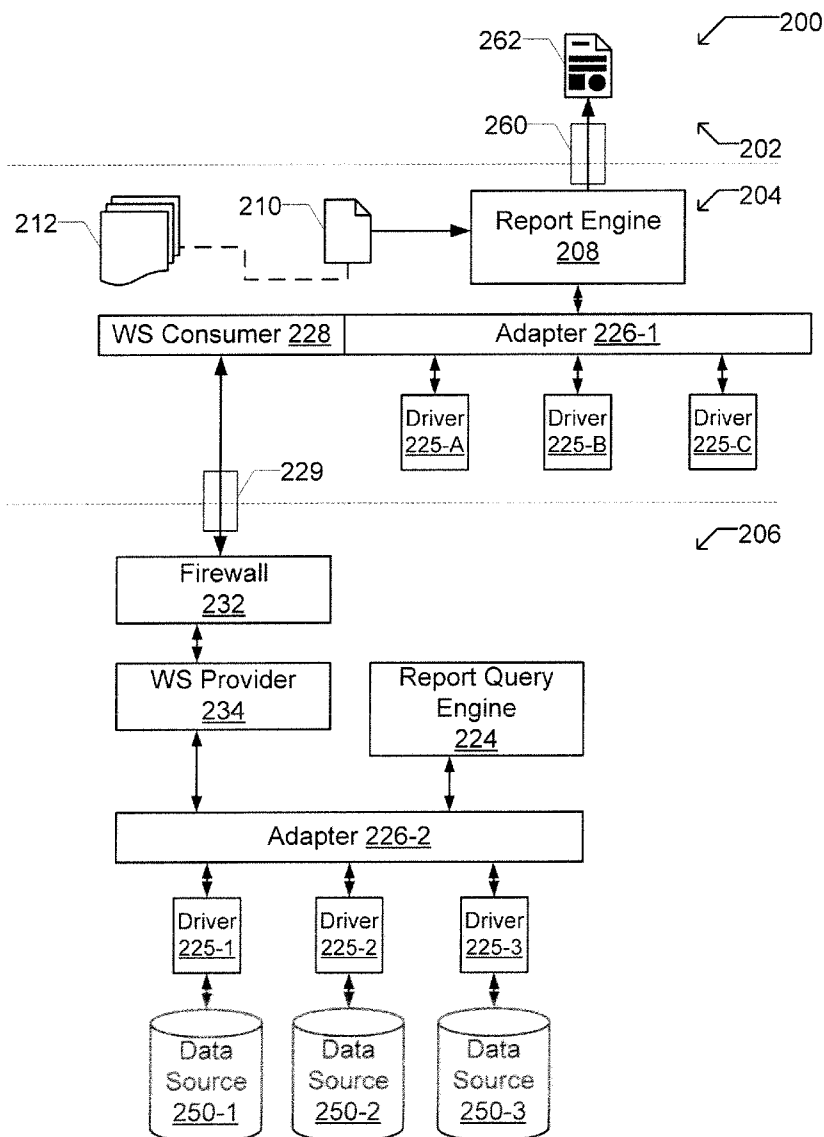 200
262
260
202
204
212
210
Report Engine
208
WS Consumer 228
Adapter 226-1
Driver
225-A
Driver
225-B
Driver
225-C
229
206
Firewall
232
WS Provider
234
Report Query
Engine
224
Adapter 226-2
Driver
225-1
Driver
225-2
Driver
225-3
Data
Source
250-1
Data
Source
250-2
Data
Source
250-3